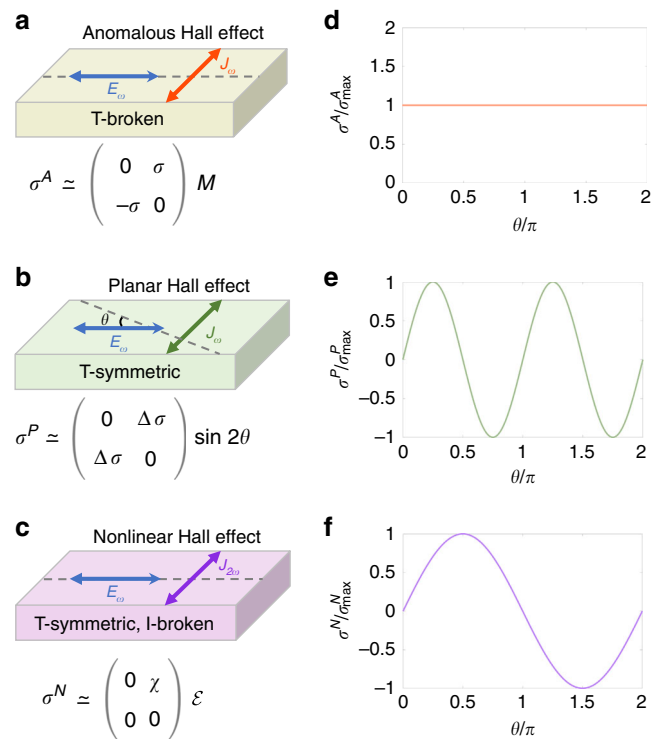 a
Anomalous Hall effect
E_ω
J_ω
T-broken
σ^A ≃ ( 0 σ
−σ 0 ) M
d
2
1.5
1
0.5
0
σ^A/σ^A_max
0 0.5 1 1.5 2
θ/π
b
Planar Hall effect
θ
E_ω
J_ω
T-symmetric
σ^P ≃ ( 0 Δσ
Δσ 0 ) sin 2θ
e
1
0.5
0
−0.5
−1
σ^P/σ^P_max
0 0.5 1 1.5 2
θ/π
c
Nonlinear Hall effect
E_ω
J_2ω
T-symmetric, I-broken
σ^N ≃ ( 0 χ
0 0 ) ℰ
f
1
0.5
0
−0.5
−1
σ^N/σ^N_max
0 0.5 1 1.5 2
θ/π